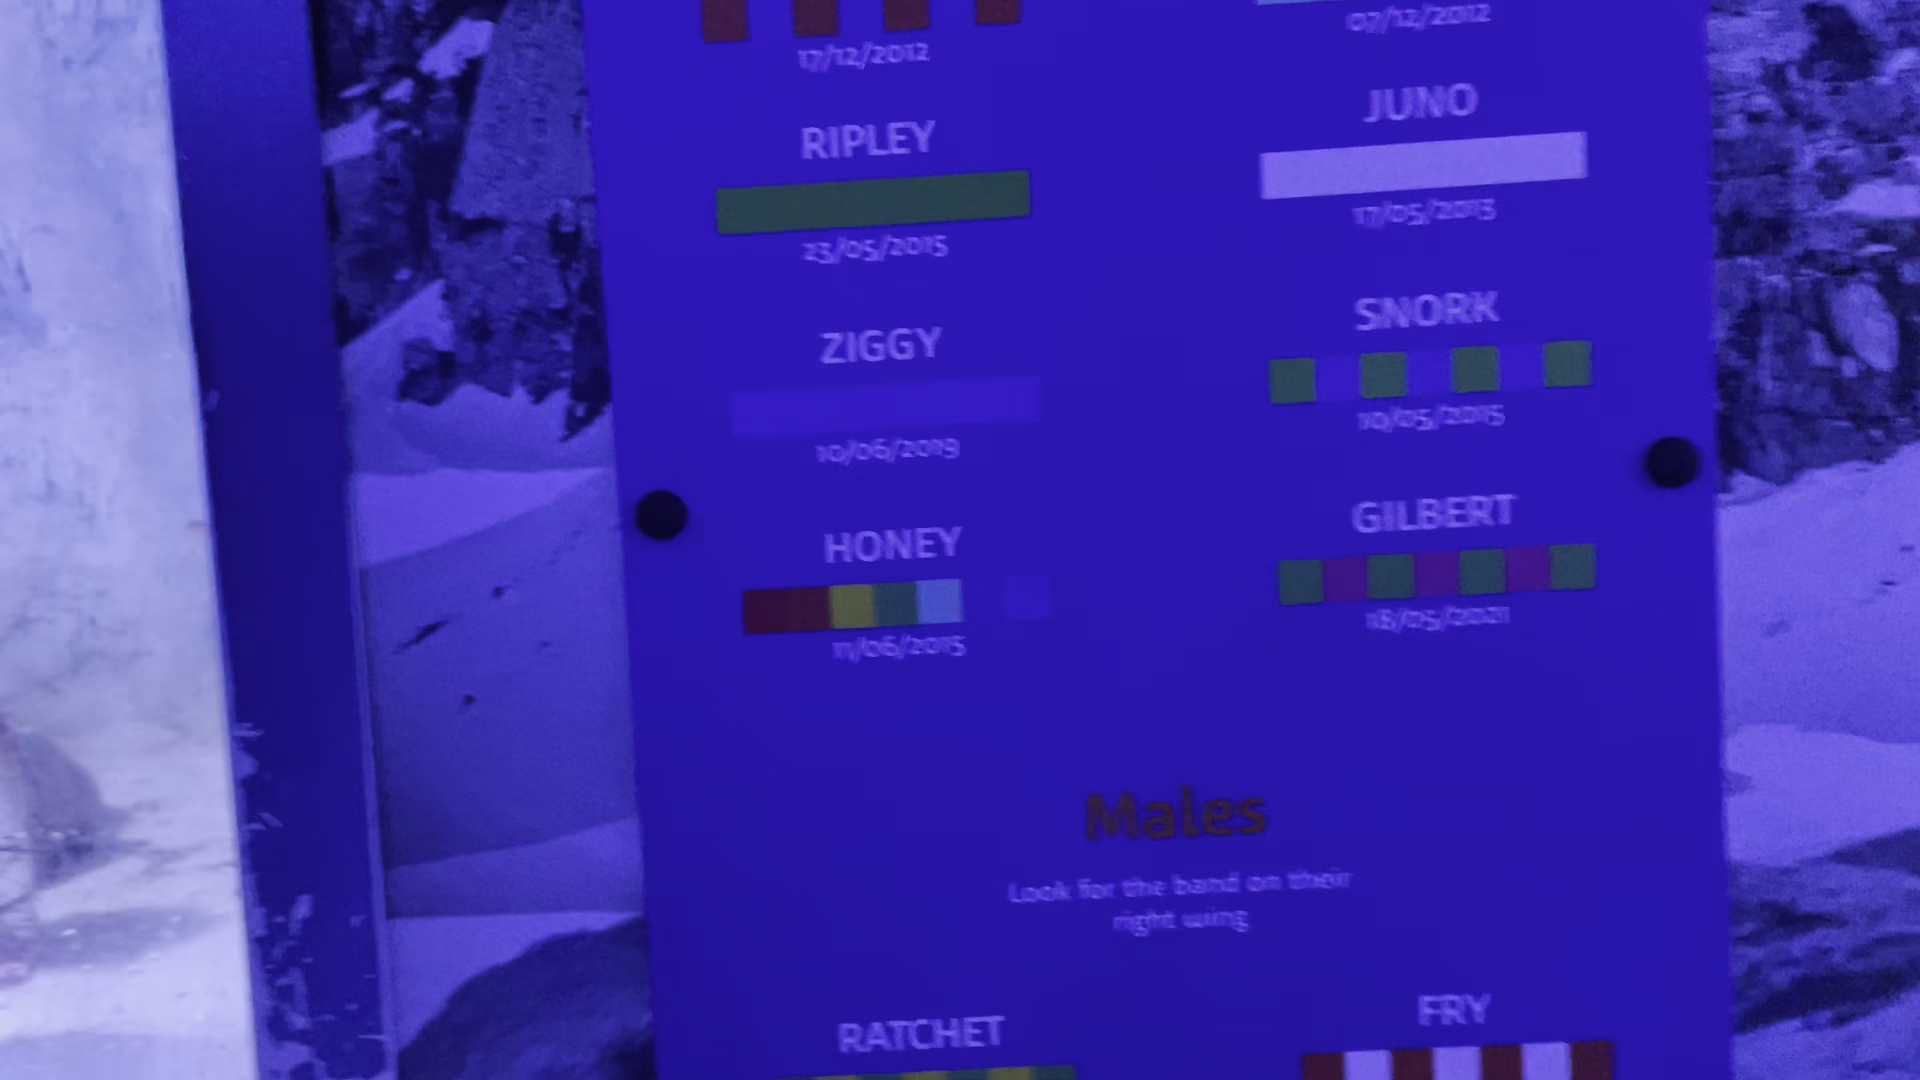 17/12/2012
07/12/2012
RIPLEY
23/05/2015
JUNO
17/05/2013
ZIGGY
10/06/2019
SNORK
10/05/2015
HONEY
11/06/2015
GILBERT
18/05/2021
Males
Look for the band on their
right wing
RATCHET
FRY